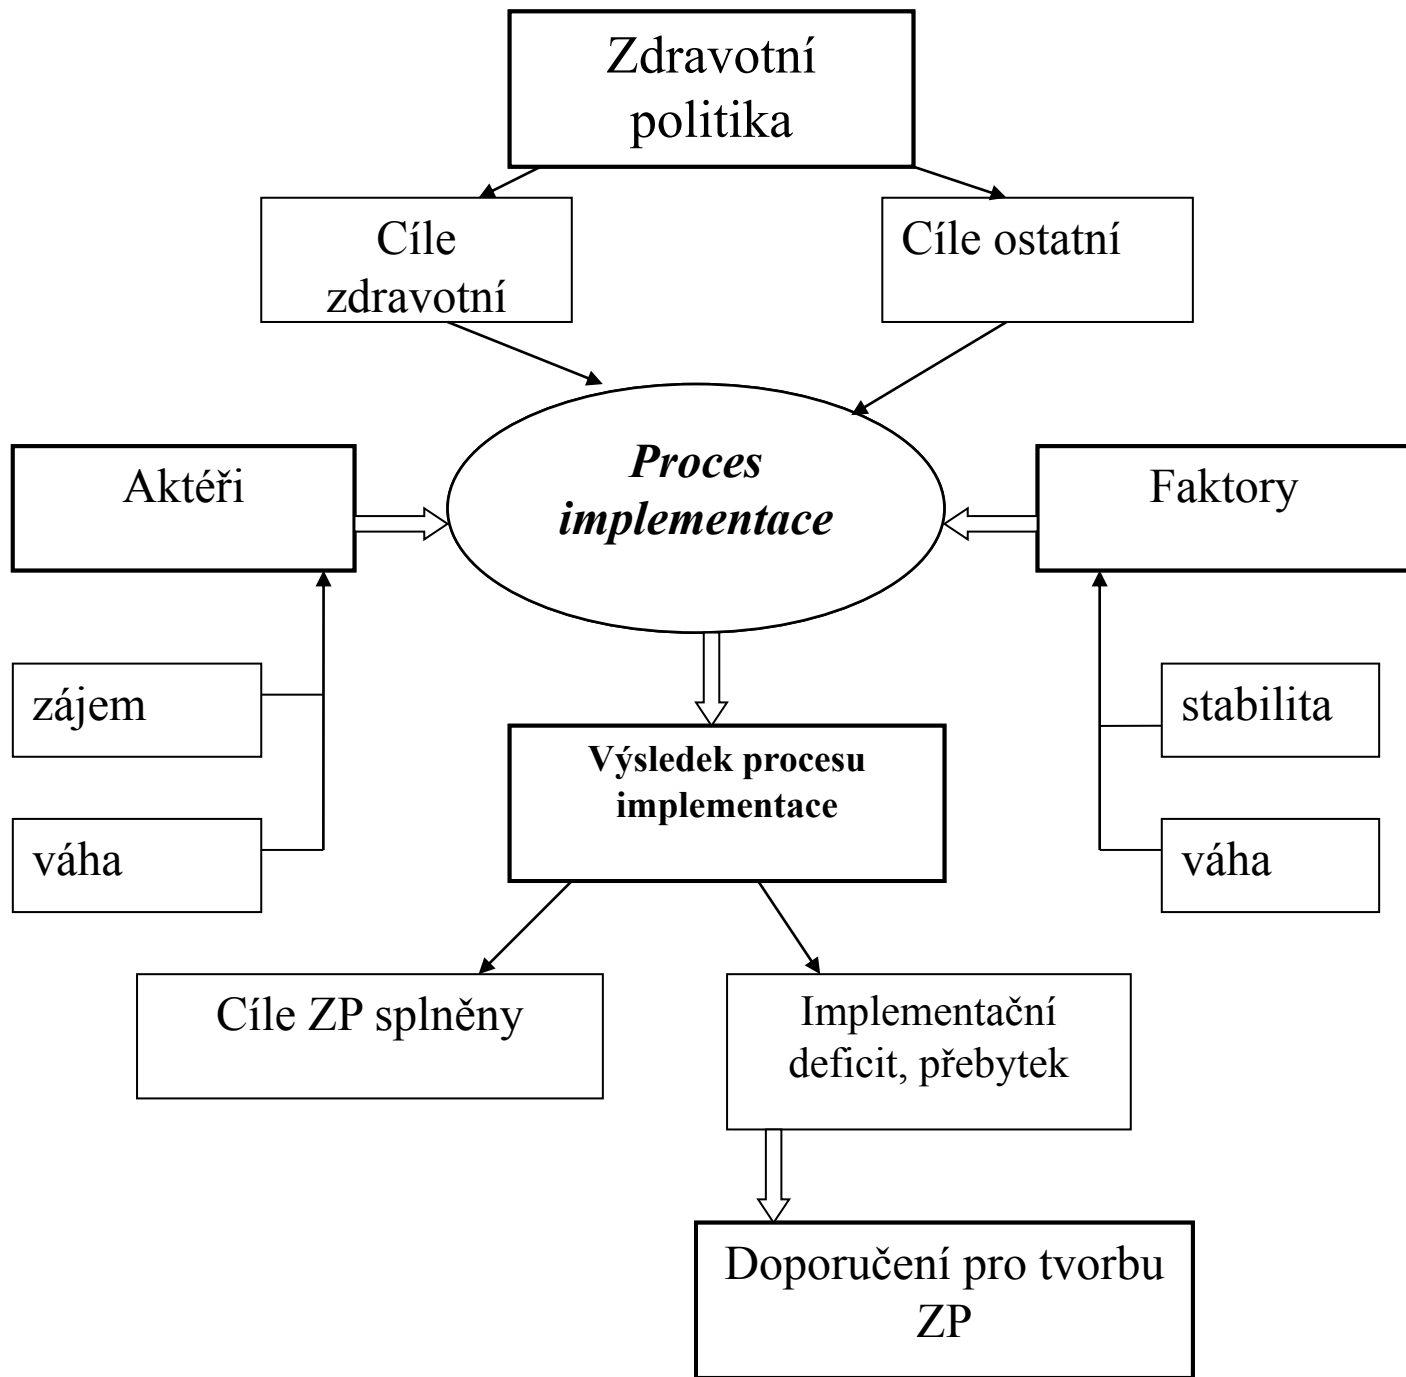 Zdravotní
politika
Cíle
zdravotní
Cíle ostatní
Proces
implementace
Aktéři
Faktory
zájem
stabilita
Výsledek procesu
implementace
váha
váha
Cíle ZP splněny
Implementační
deficit, přebytek
Doporučení pro tvorbu
ZP